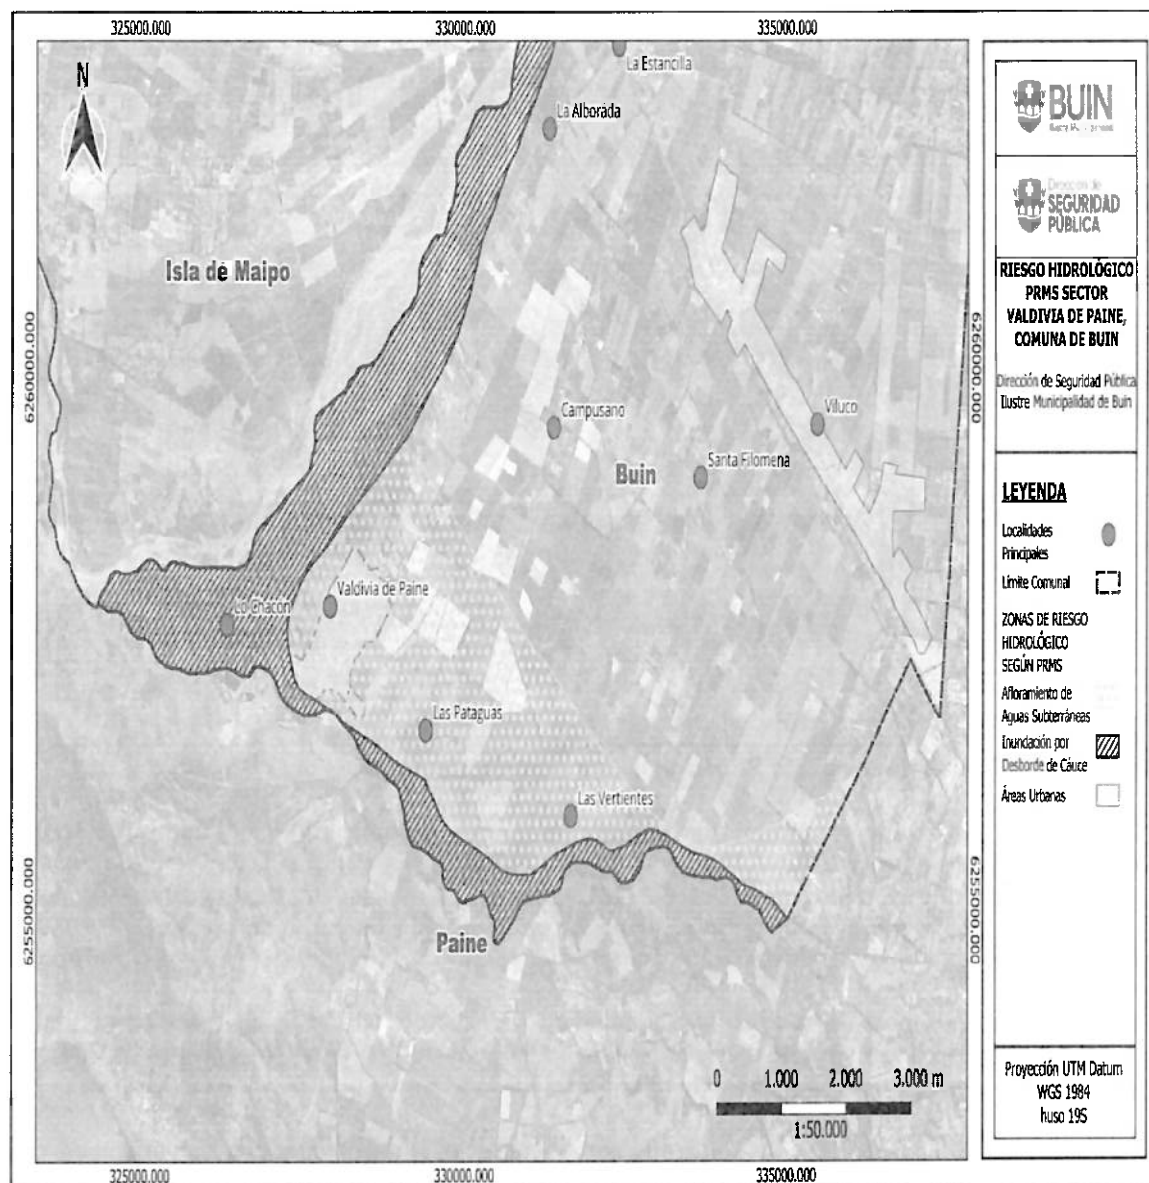 325000.000
330000.000
335000.000
N
La Estancilla
La Alborada
Isla de Maipo
6260000.000
6260000.000
Campusano
Viluco
Buin
Santa Filomena
Valdivia de Paine
Lo Chacón
Las Pataguas
Las Vertientes
6255000.000
6255000.000
Paine
0 1.000 2.000 3.000 m
1:50.000
325000.000
330000.000
335000.000
BUIN
Dirección de
SEGURIDAD
PÚBLICA
RIESGO HIDROLÓGICO
PRMS SECTOR
VALDIVIA DE PAINE,
COMUNA DE BUIN
Dirección de Seguridad Pública
Ilustre Municipalidad de Buin
LEYENDA
Localidades
Principales
Límite Comunal
ZONAS DE RIESGO
HIDROLÓGICO
SEGÚN PRMS
Afloramiento de
Aguas Subterráneas
Inundación por
Desborde de Cáuce
Áreas Urbanas
Proyección UTM Datum
WGS 1984
huso 19S